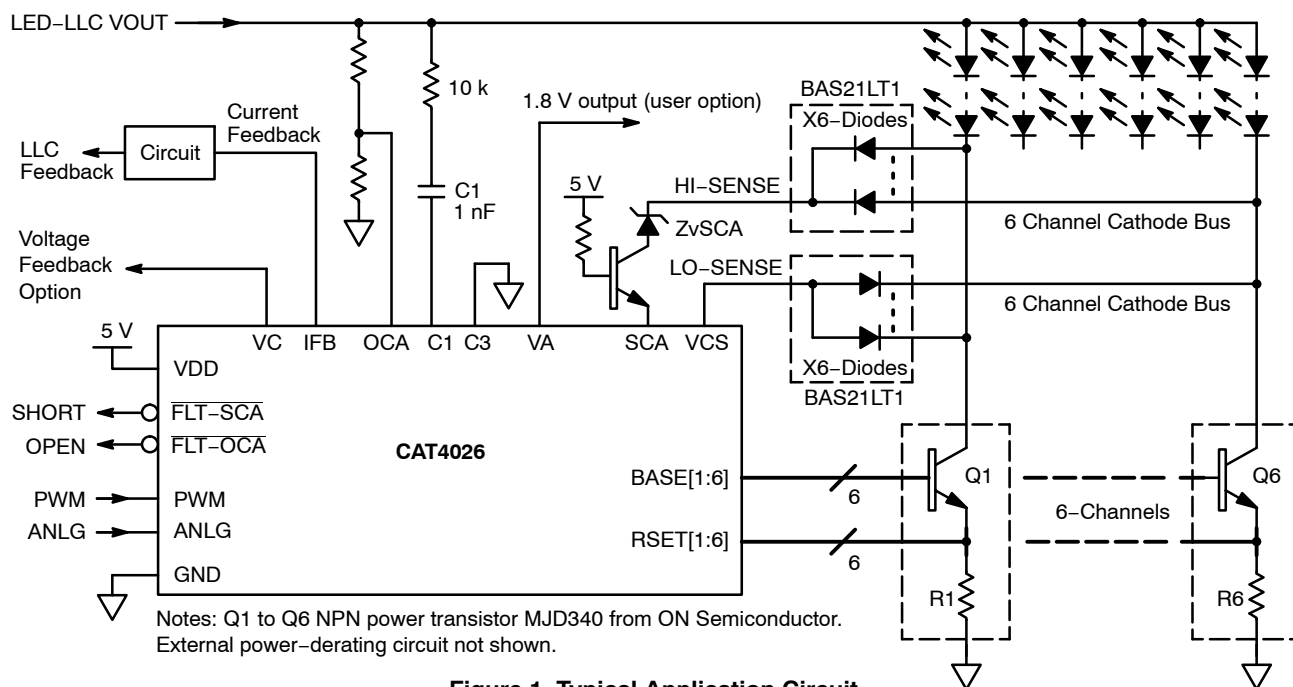 LED–LLC VOUT
10 k
1.8 V output (user option)
BAS21LT1
X6–Diodes
Current
Feedback
Circuit
LLC
Feedback
C1
1 nF
5 V
HI–SENSE
ZvSCA
6 Channel Cathode Bus
Voltage
Feedback
Option
LO–SENSE
6 Channel Cathode Bus
5 V
VC IFB OCA C1 C3 VA SCA VCS
X6–Diodes
BAS21LT1
VDD
SHORT FLT–SCA
OPEN FLT–OCA
CAT4026
PWM PWM
ANLG ANLG
GND
BASE[1:6]
6
RSET[1:6]
6
Q1
6–Channels
Q6
R1
R6
Notes: Q1 to Q6 NPN power transistor MJD340 from ON Semiconductor.
External power–derating circuit not shown.
Figure 1. Typical Application Circuit